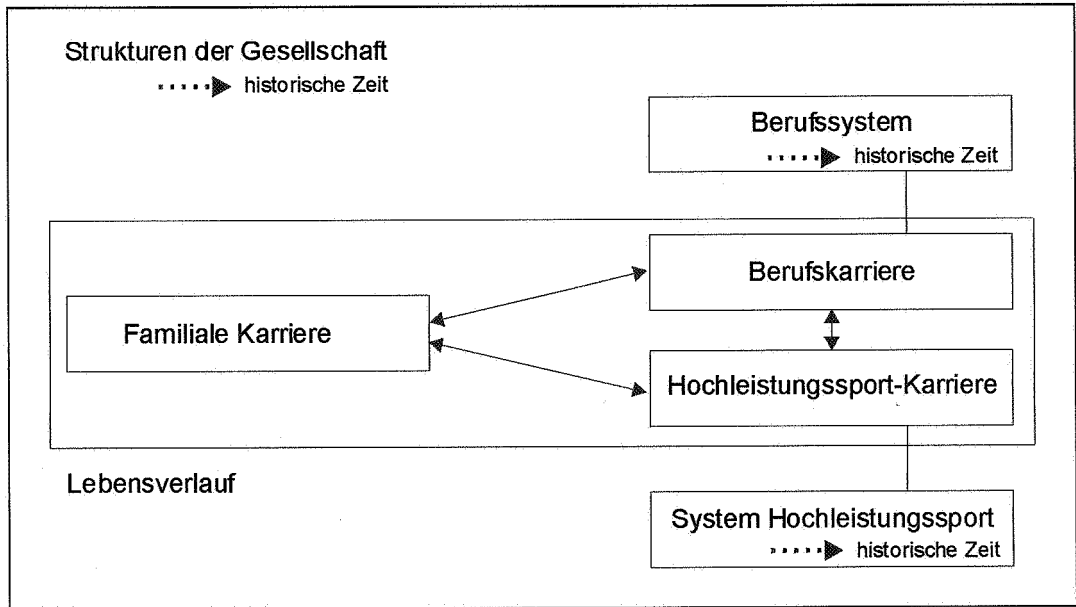 Strukturen der Gesellschaft
historische Zeit
Berufssystem
historische Zeit
Berufskarriere
Familiale Karriere
Hochleistungssport-Karriere
Lebensverlauf
System Hochleistungssport
historische Zeit